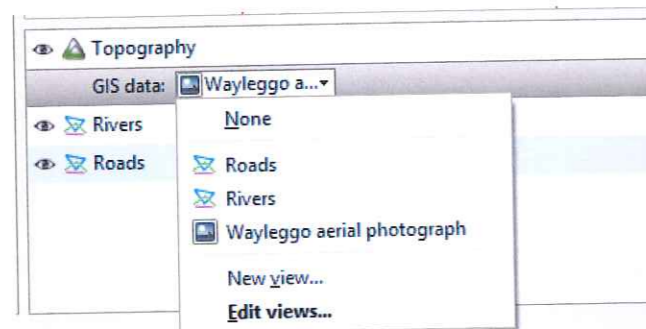 Topography
GIS data: Wayleggo a...
Rivers
Roads
None
Roads
Rivers
Wayleggo aerial photograph
New view...
Edit views...